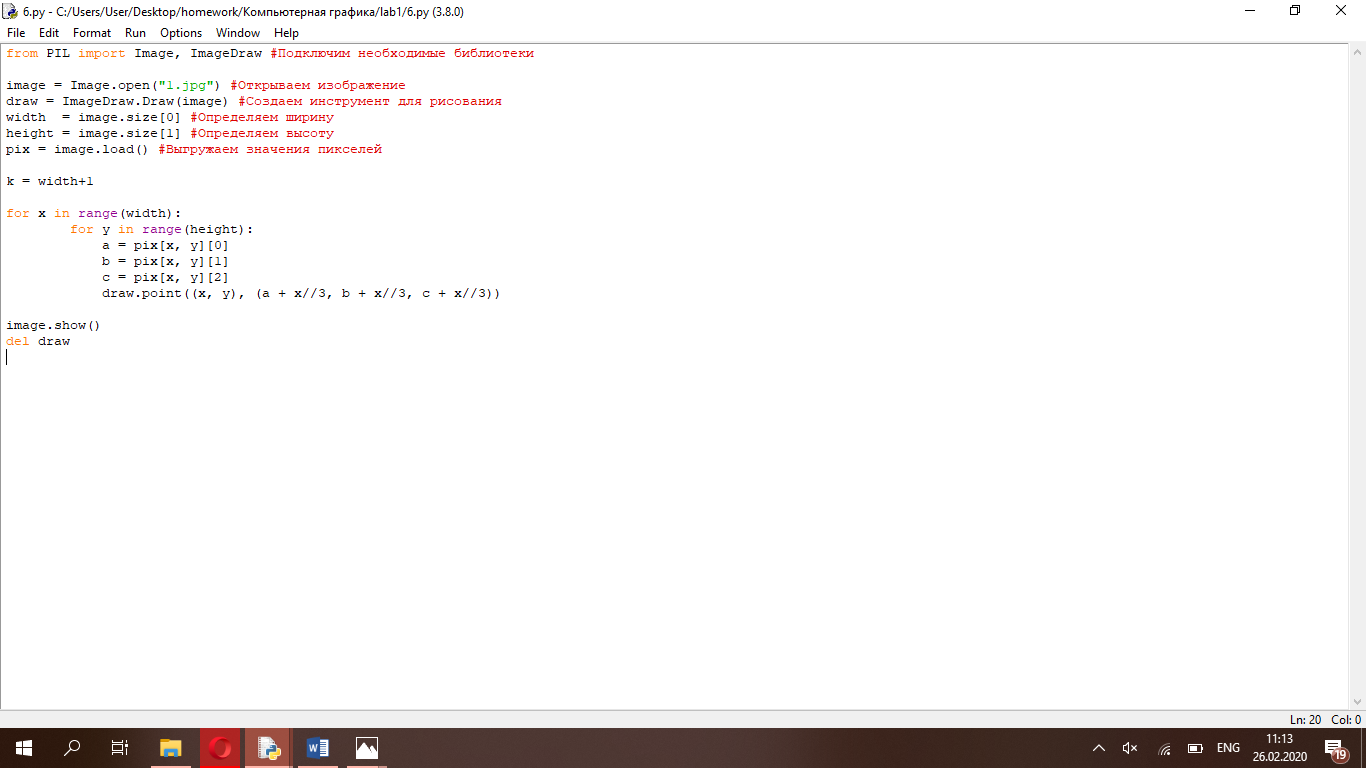 6.py - C:/Users/User/Desktop/homework/Компьютерная графика/lab1/6.py (3.8.0)
File Edit Format Run Options Window Help
from PIL import Image, ImageDraw #Подключим необходимые библиотеки
image = Image.open("1.jpg") #Открываем изображение
draw = ImageDraw.Draw(image) #Создаем инструмент для рисования
width  = image.size[0] #Определяем ширину
height = image.size[1] #Определяем высоту
pix = image.load() #Выгружаем значения пикселей
k = width+1
for x in range(width):
        for y in range(height):
            a = pix[x, y][0]
            b = pix[x, y][1]
            c = pix[x, y][2]
            draw.point((x, y), (a + x//3, b + x//3, c + x//3))
image.show()
del draw
Ln: 20 Col: 0
ENG
11:13
26.02.2020
19